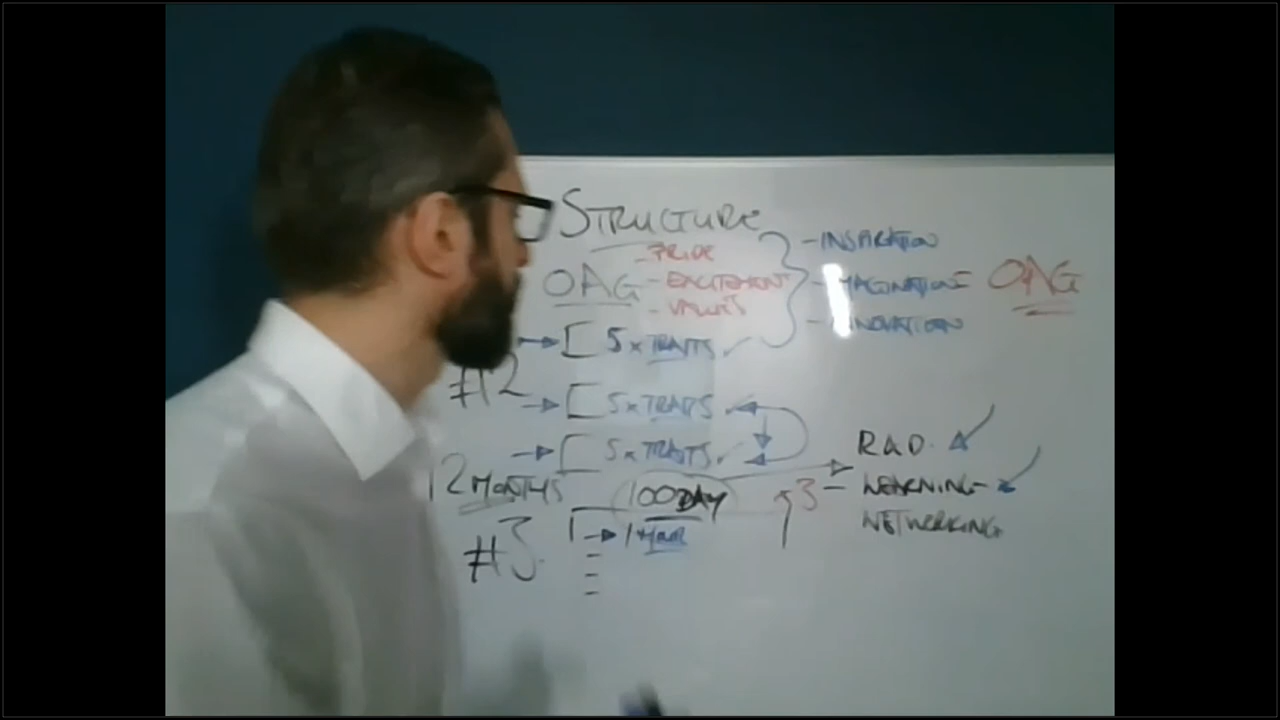 STRUCTURE
- PRIDE
OAG - EXCITEMENT
- VALUES
- INSPIRATION
- IMAGINATION = OAG
- INNOVATION
[ 5 x TRAITS ✓
#2
[ 5 x TRAITS
[ 5 x TRAITS ✓
12 MONTHS
100 DAY
3 -
R.A.D.
LEARNING -
NETWORKING
#3
1 HOUR